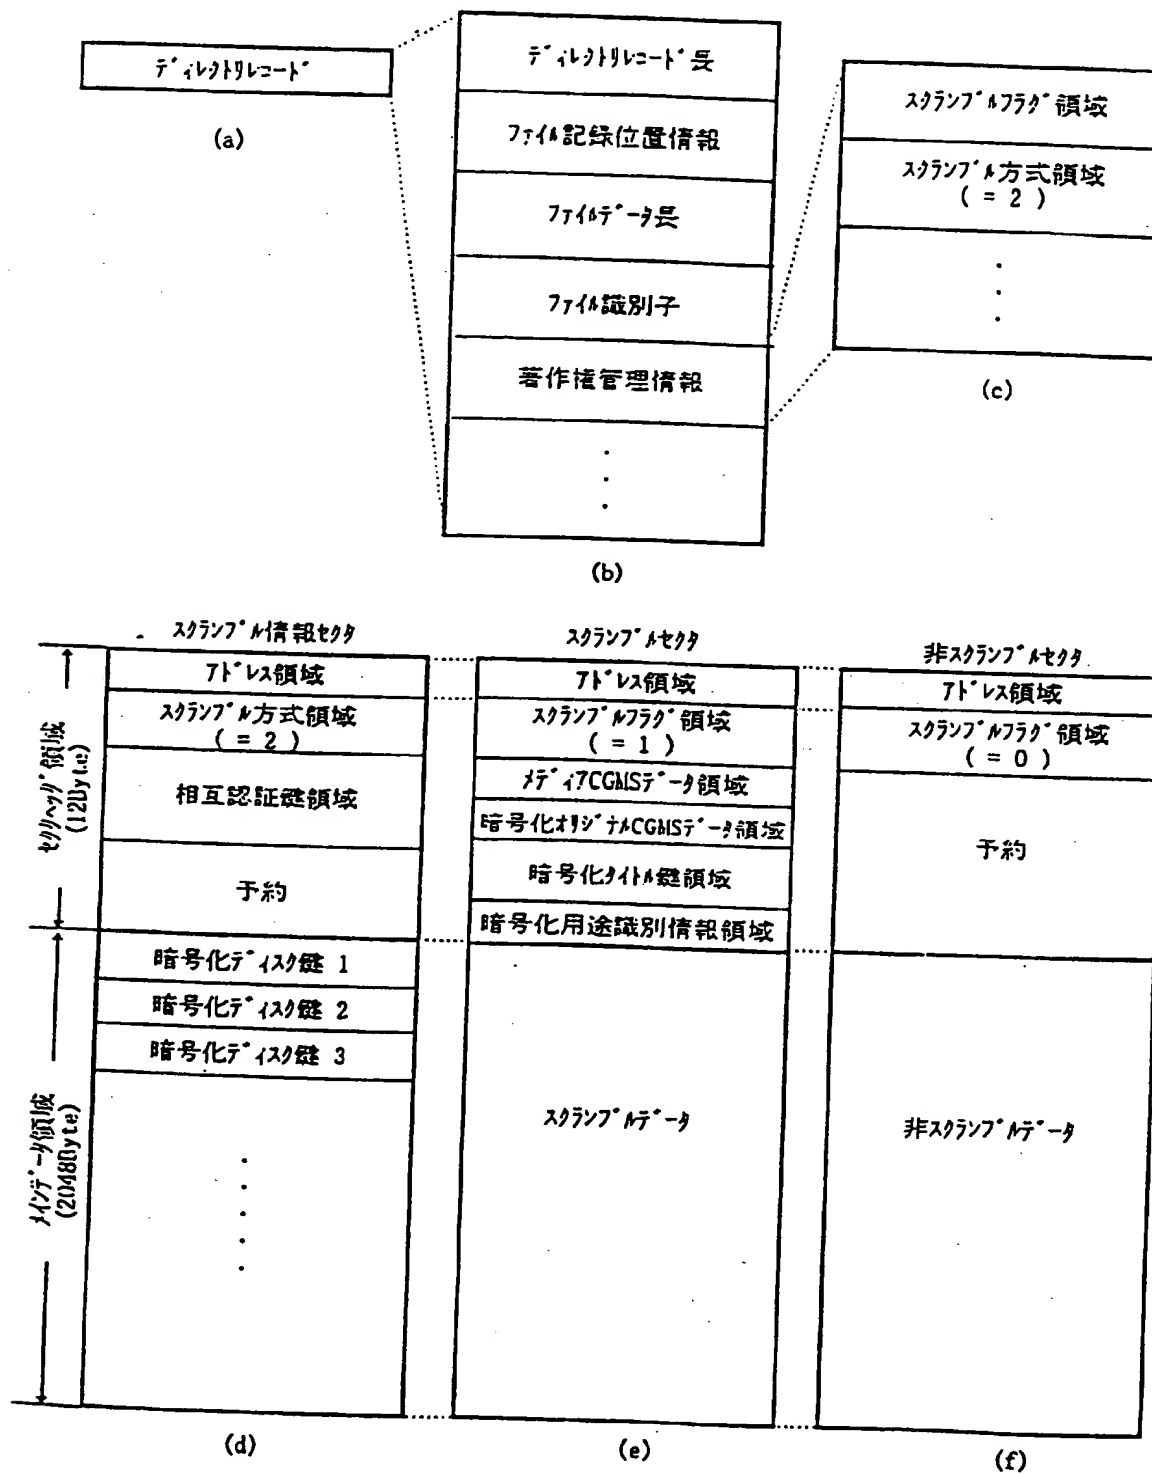 ディレクトリレコード
(a)
ディレクトリレコード長
ファイル記録位置情報
ファイルデータ長
ファイル識別子
著作権管理情報
(b)
スクランブルフラグ領域
スクランブル方式領域
( = 2 )
(c)
スクランブル情報セクタ
アドレス領域
スクランブル方式領域
( = 2 )
相互認証鍵領域
予約
暗号化ディスク鍵 1
暗号化ディスク鍵 2
暗号化ディスク鍵 3
セクタヘッダ領域
(12Byte)
メインデータ領域
(2048Byte)
(d)
スクランブルセクタ
アドレス領域
スクランブルフラグ領域
( = 1 )
メディアCGMSデータ領域
暗号化オリジナルCGMSデータ領域
暗号化タイトル鍵領域
暗号化用途識別情報領域
スクランブルデータ
(e)
非スクランブルセクタ
アドレス領域
スクランブルフラグ領域
( = 0 )
予約
非スクランブルデータ
(f)